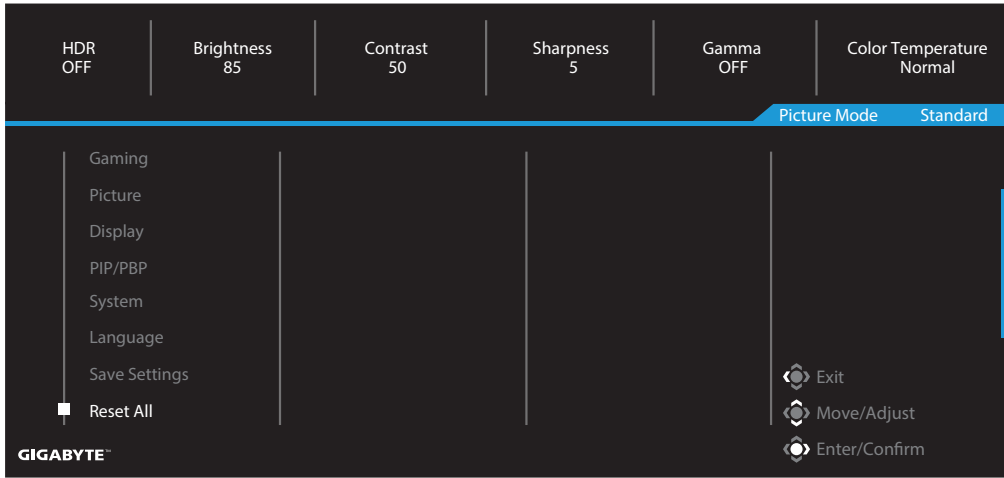 HDR
OFF
Brightness
85
Contrast
50
Sharpness
5
Gamma
OFF
Color Temperature
Normal
Picture Mode Standard
Gaming
Picture
Display
PIP/PBP
System
Language
Save Settings
Reset All
Exit
Move/Adjust
Enter/Confirm
GIGABYTE™